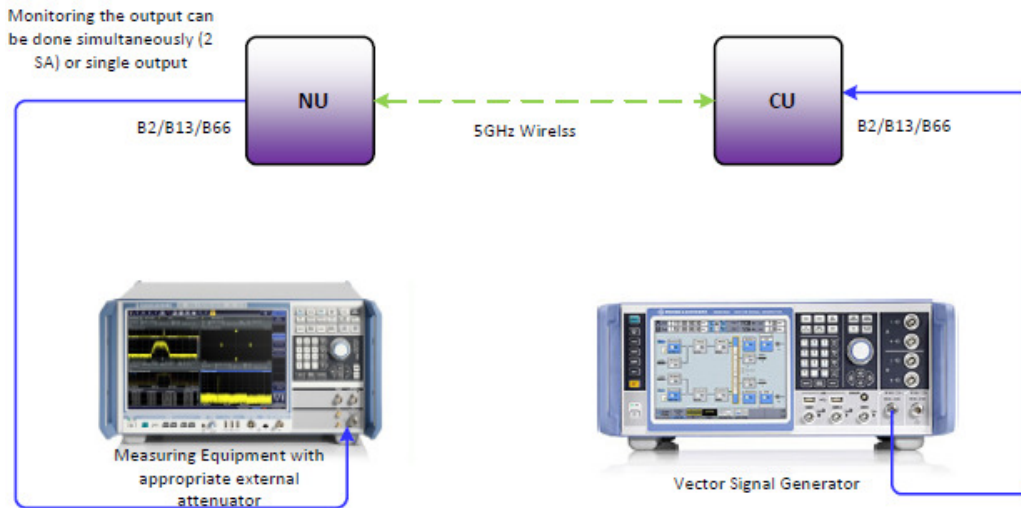 Monitoring the output can
be done simultaneously (2
SA) or single output
NU
CU
B2/B13/B66
5GHz Wirelss
B2/B13/B66
Measuring Equipment with
appropriate external
attenuator
Vector Signal Generator